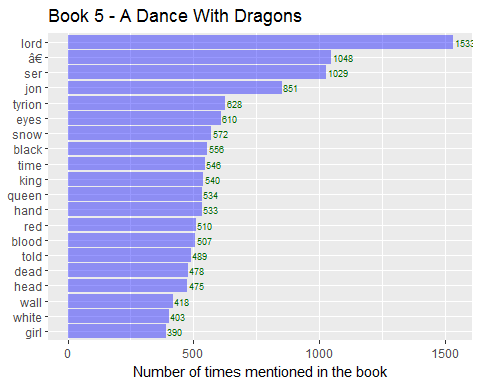 Book 5 - A Dance With Dragons
lord 1533
â€ 1048
ser 1029
jon 851
tyrion 628
eyes 610
snow 572
black 556
time 546
king 540
queen 534
hand 533
red 510
blood 507
told 489
dead 478
head 475
wall 418
white 403
girl 390
0 500 1000 1500
Number of times mentioned in the book